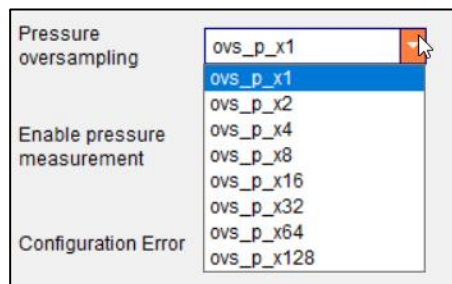 Pressure
oversampling
ovs_p_x1
ovs_p_x1
ovs_p_x2
ovs_p_x4
ovs_p_x8
ovs_p_x16
ovs_p_x32
ovs_p_x64
ovs_p_x128
Enable pressure
measurement
Configuration Error